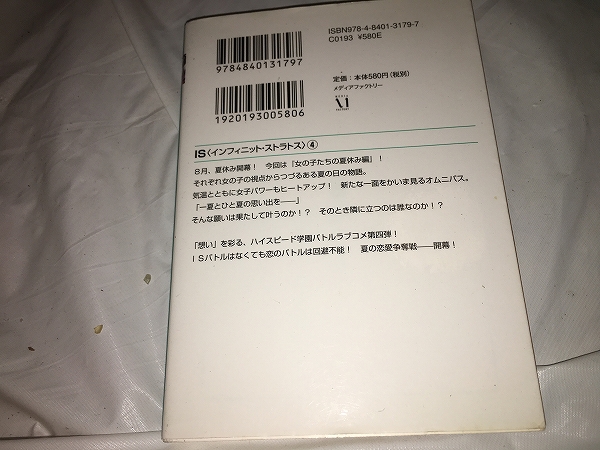 ISBN978-4-8401-3179-7
C0193 ¥580E
9784840131797
定価：本体580円(税別)
メディアファクトリー
MEDIA FACTORY
1920193005806
IS〈インフィニット・ストラトス〉④
8月、夏休み開幕！ 今回は「女の子たちの夏休み編」！
それぞれ女の子の視点からつづるある夏の日の物語。
気温とともに女子パワーもヒートアップ！ 新たな一面をかいま見るオムニバス。
「一夏とひと夏の思い出を――」
そんな願いは果たして叶うのか！？ そのとき隣に立つのは誰なのか！？
「想い」を彩る、ハイスピード学園バトルラブコメ第四弾！
ＩＳバトルはなくても恋のバトルは回避不能！ 夏の恋愛争奪戦――開幕！